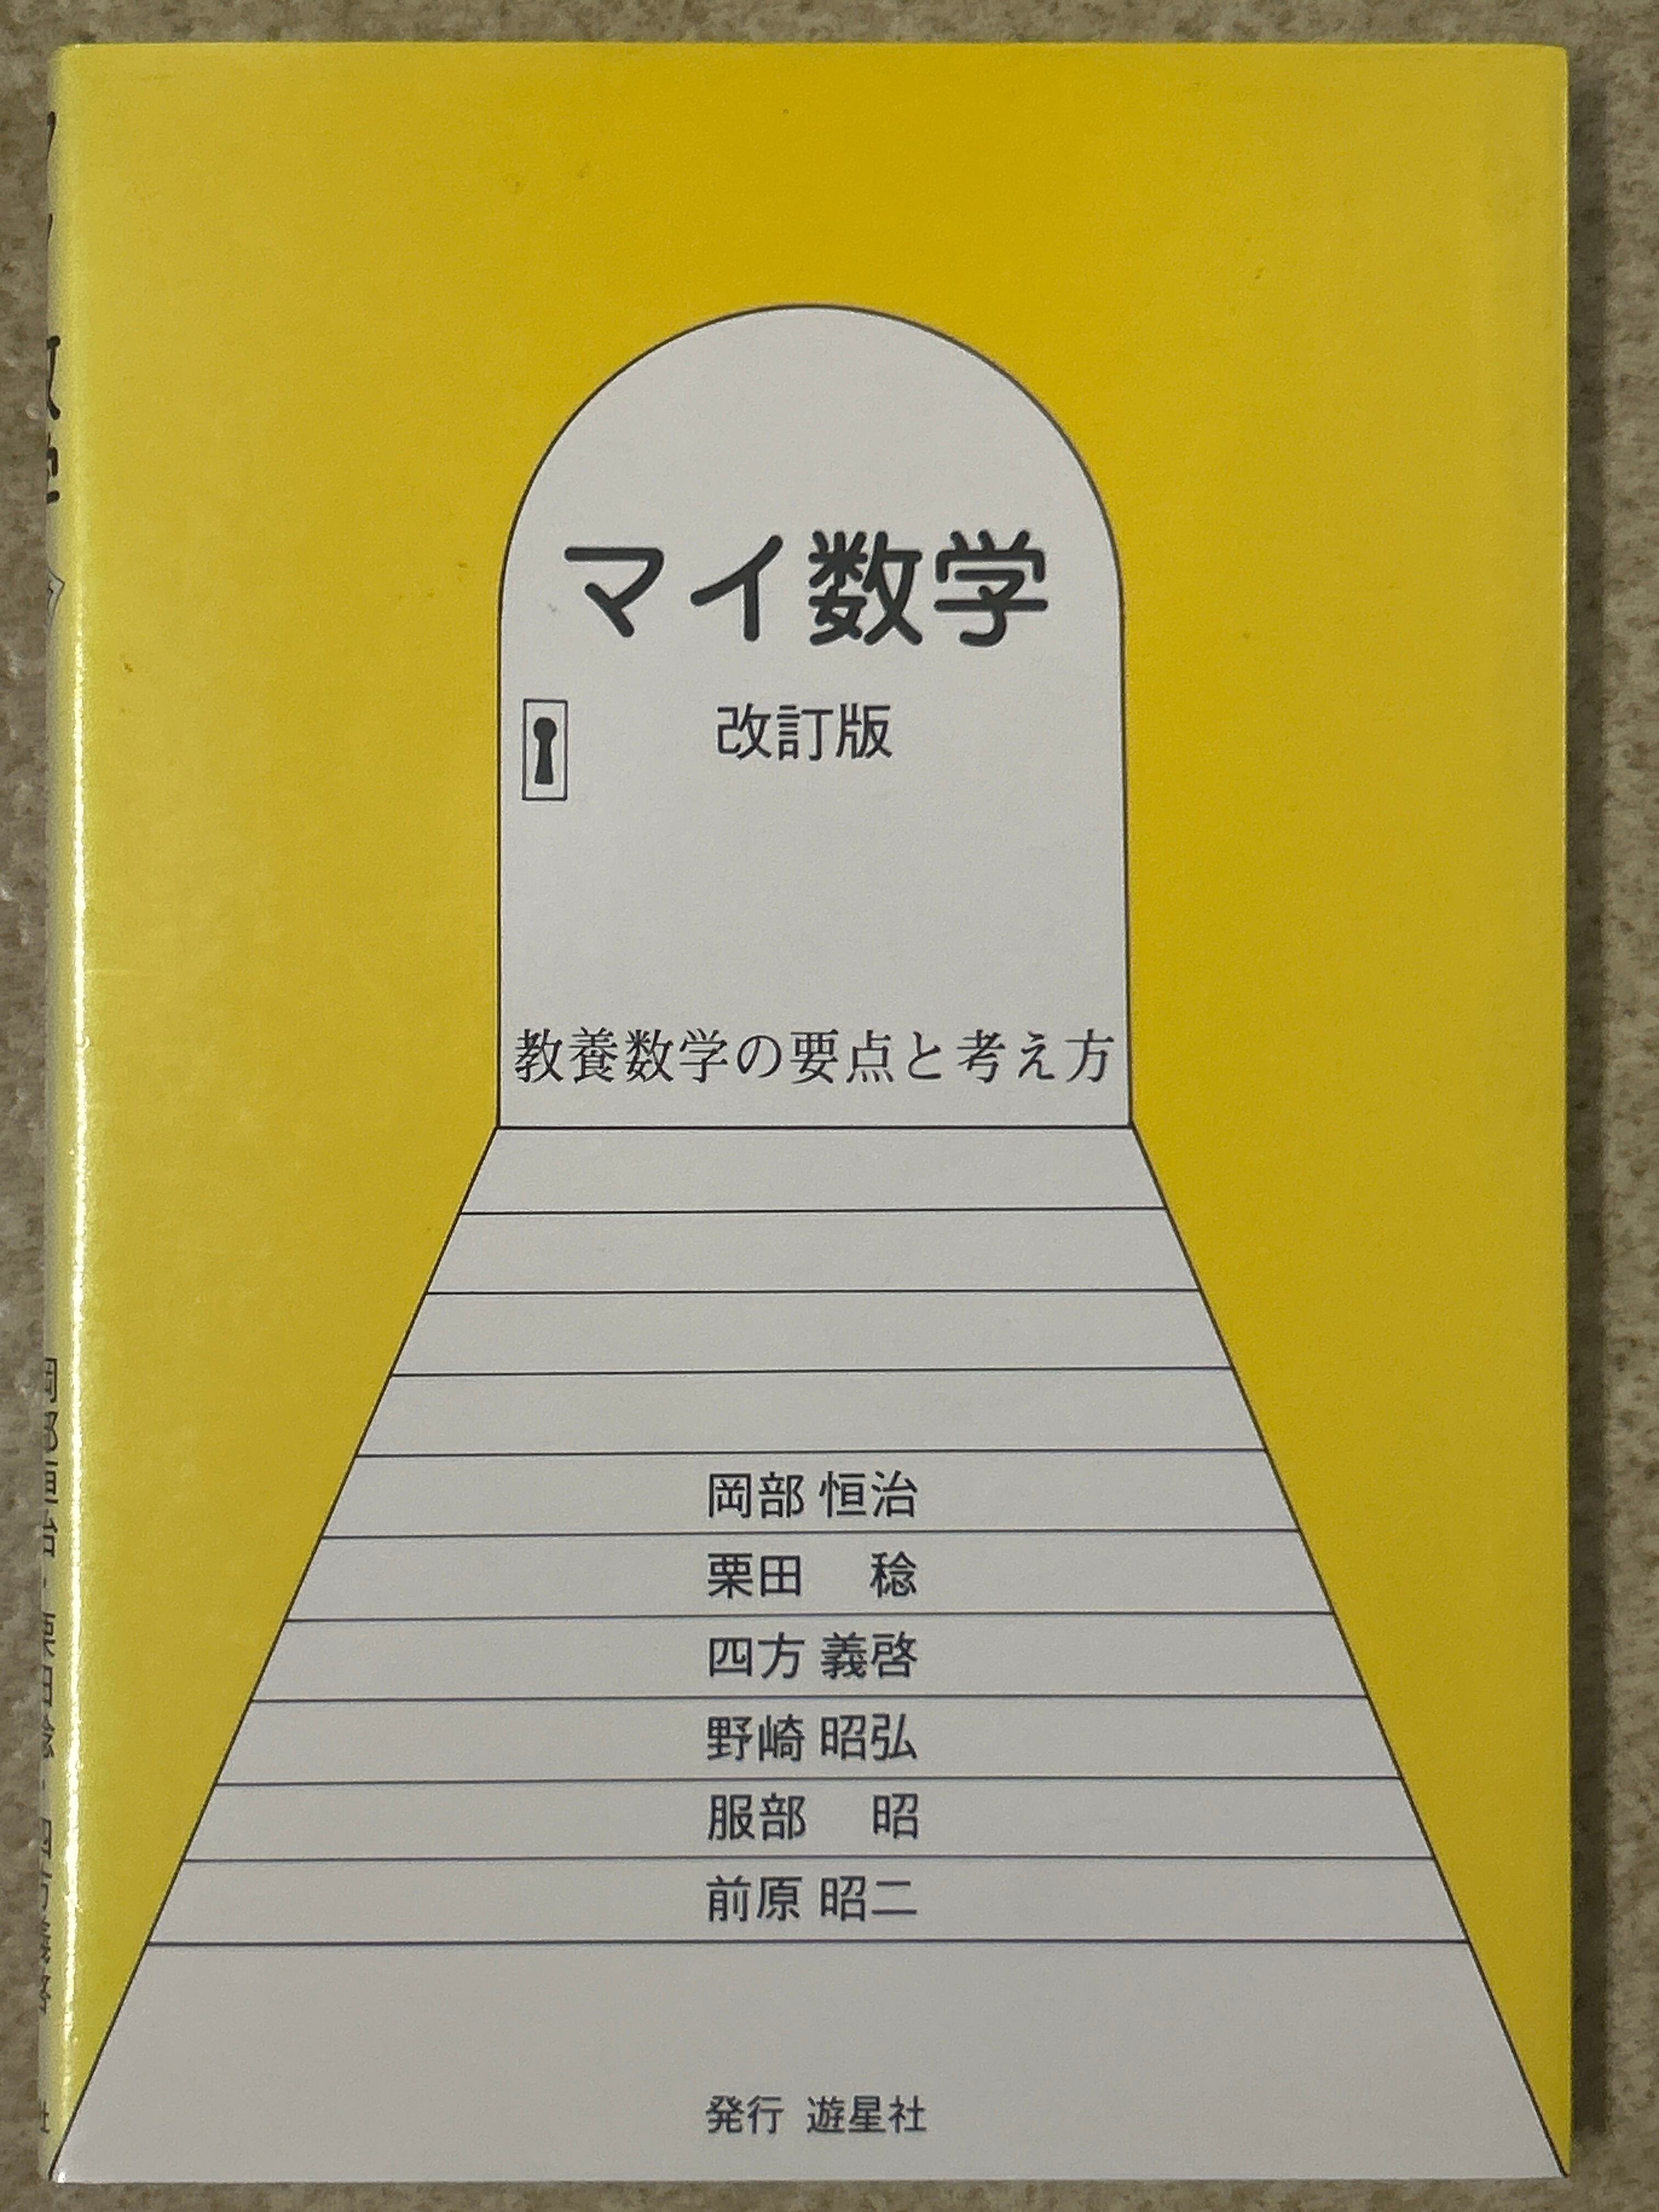 マイ数学
改訂版
教養数学の要点と考え方
岡部 恒治
栗田 稔
四方 義啓
野崎 昭弘
服部 昭
前原 昭二
発行 遊星社